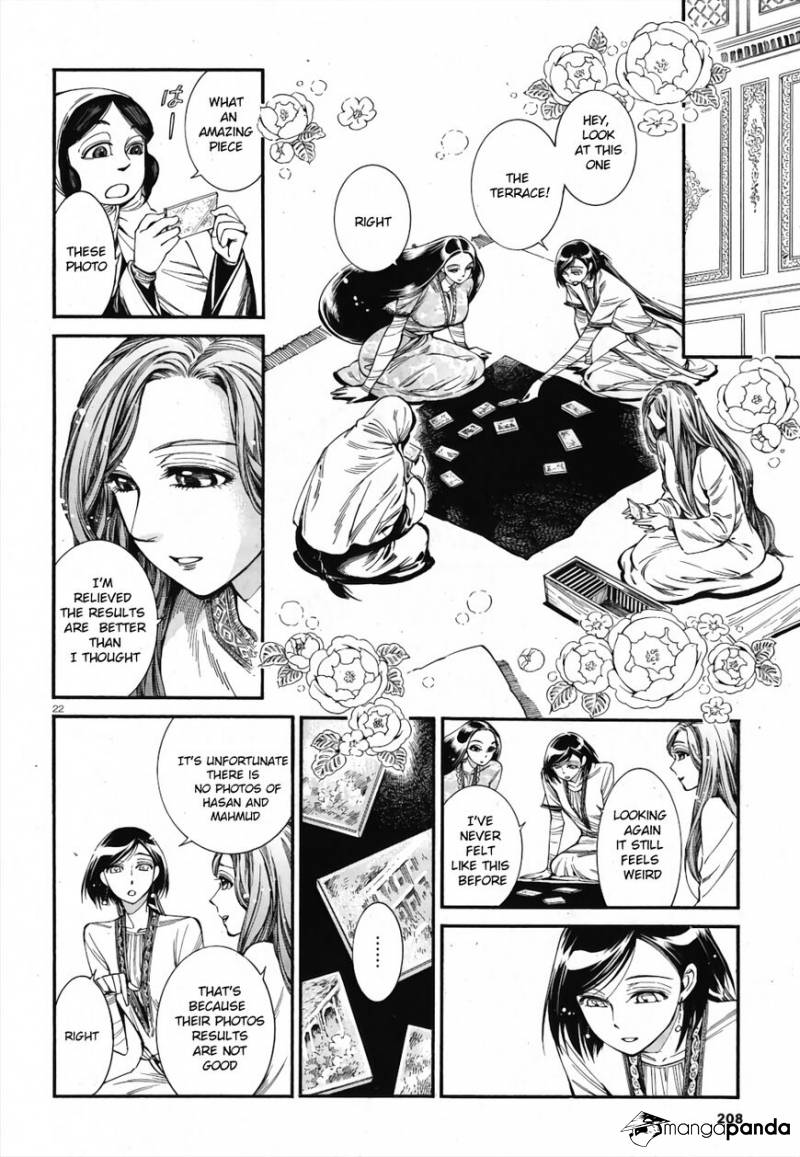 HEY,
LOOK
AT THIS
ONE
THE
TERRACE!
RIGHT
WHAT
AN
AMAZING
PIECE
はー
THESE
PHOTO
I'M
RELIEVED
THE RESULTS
ARE BETTER
THAN
I THOUGHT
22
LOOKING
AGAIN
IT STILL
FEELS
WEIRD
I'VE
NEVER
FELT
LIKE THIS
BEFORE
......
IT'S UNFORTUNATE
THERE IS
NO PHOTOS OF
HASAN AND
MAHMUD
THAT'S
BECAUSE
THEIR PHOTOS
RESULTS
ARE NOT
GOOD
RIGHT
208
mangapanda